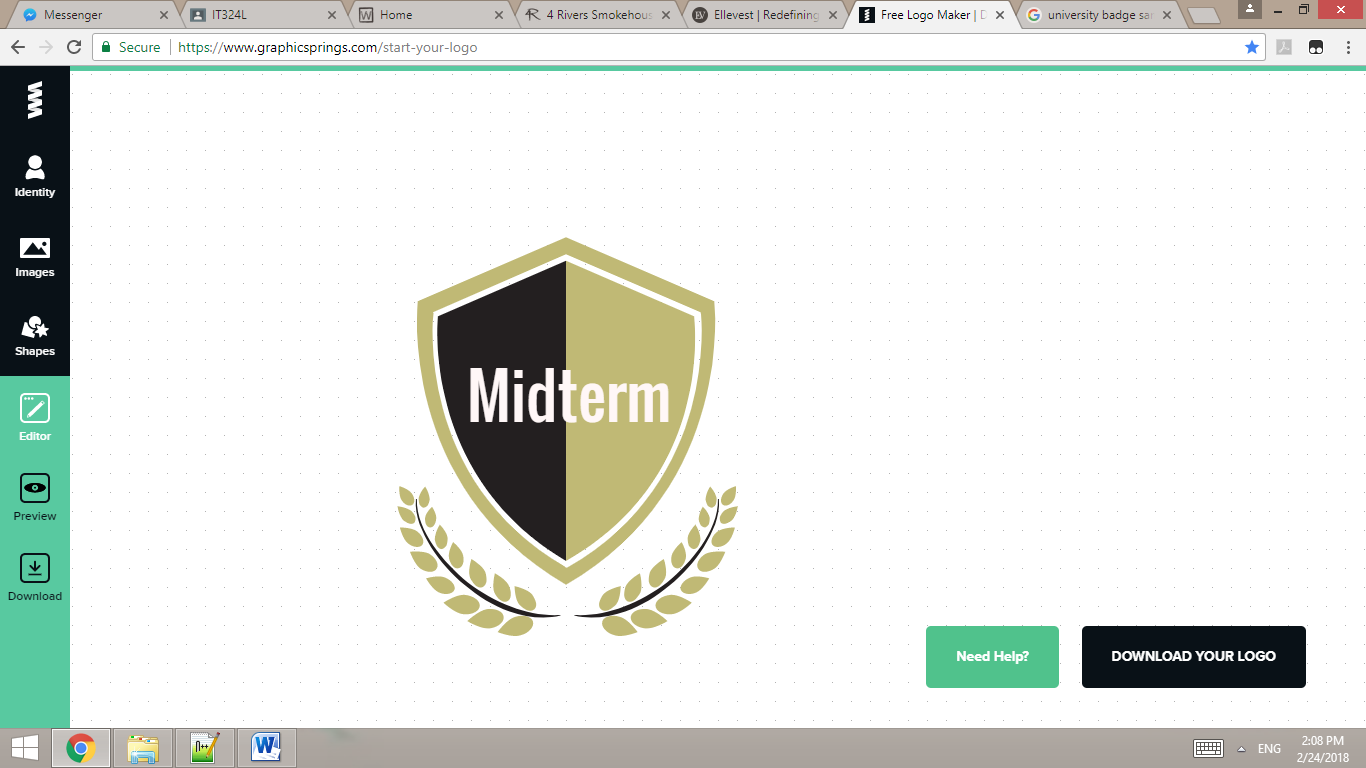 Messenger
IT324L
Home
4 Rivers Smokehous
Ellevest | Redefining
Free Logo Maker | D
university badge sar
Secure
https://www.graphicsprings.com/start-your-logo
Identity
Images
Shapes
Editor
Preview
Download
Midterm
Need Help?
DOWNLOAD YOUR LOGO
ENG
2:08 PM
2/24/2018